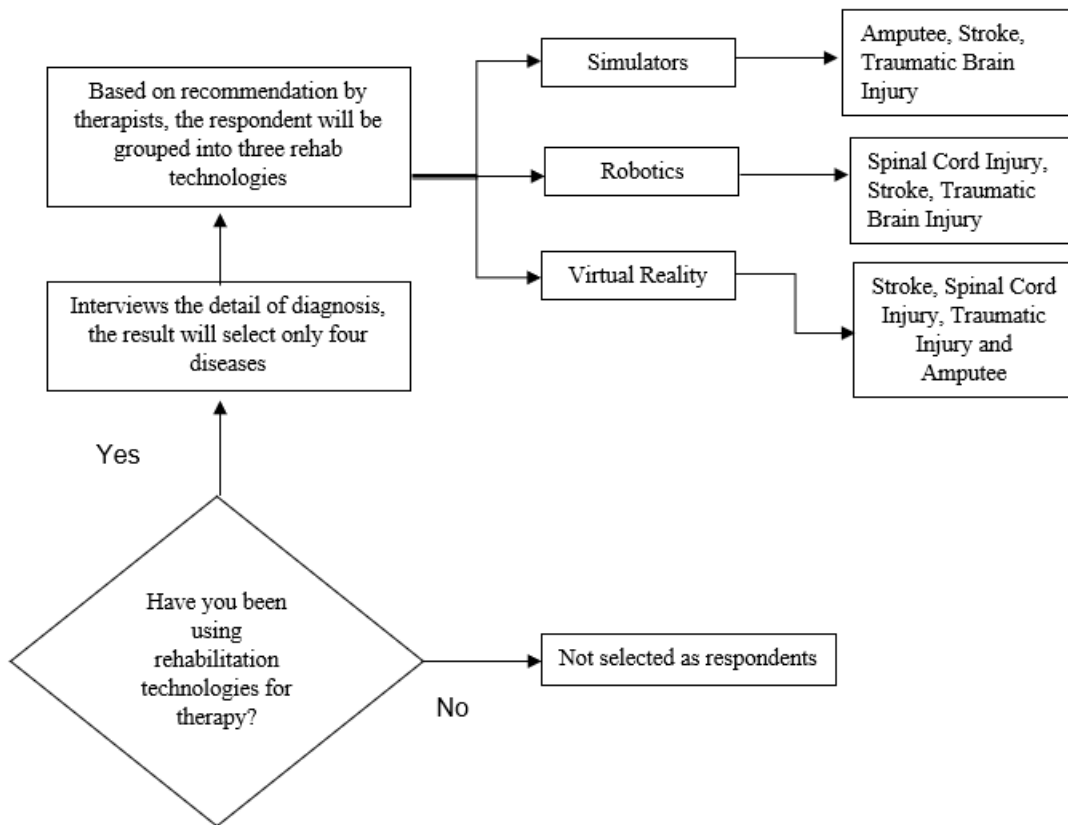 Based on recommendation by
therapists, the respondent will be
grouped into three rehab
technologies
Simulators
Amputee, Stroke,
Traumatic Brain
Injury
Robotics
Spinal Cord Injury,
Stroke, Traumatic
Brain Injury
Virtual Reality
Stroke, Spinal Cord
Injury, Traumatic
Injury and
Amputee
Interviews the detail of diagnosis,
the result will select only four
diseases
Yes
Have you been
using
rehabilitation
technologies for
therapy?
No
Not selected as respondents